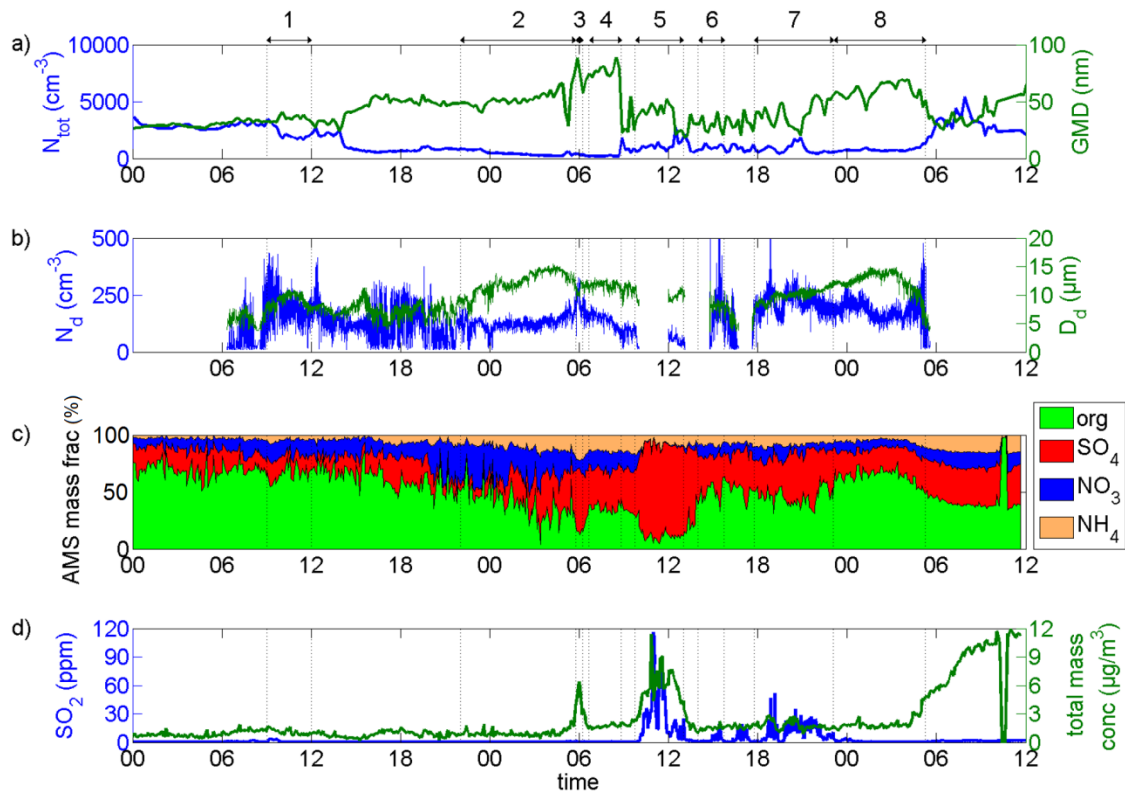 1 2 3 4 5 6 7 8
a)
10000 100
N_tot (cm⁻³) 5000 50 GMD (nm)
0 0
00 06 12 18 00 06 12 18 00 06 12
b)
500 20
15
N_d (cm⁻³) 250 10 D_d (µm)
5
0 0
00 06 12 18 00 06 12 18 00 06 12
c)
100
AMS mass frac (%) 50
0
org
SO₄
NO₃
NH₄
00 06 12 18 00 06 12 18 00 06 12
d)
120 12
90 9
SO₂ (ppm) 60 6 total mass
30 3 conc (µg/m³)
0 0
00 06 12 18 00 06 12 18 00 06 12
time